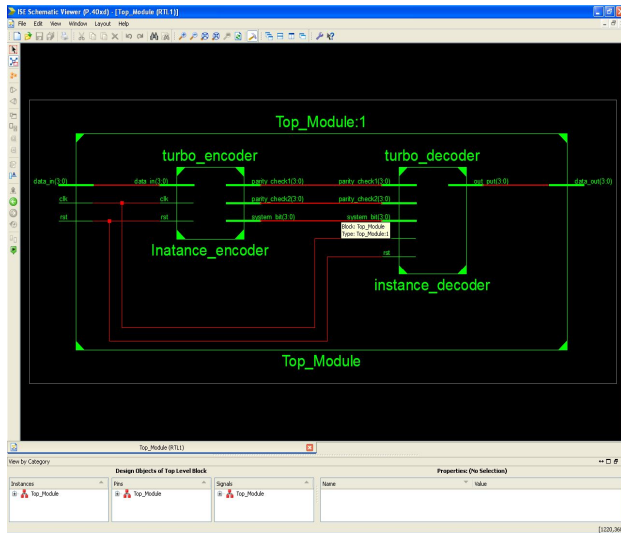 ISE Schematic Viewer (P.40xd) - [Top_Module (RTL1)]
File Edit View Window Layout Help
Top_Module:1
turbo_encoder turbo_decoder
data_in(3:0) data_in(3:0) parity_check1(3:0) parity_check1(3:0) out_put(3:0) data_out(3:0)
clk clk parity_check2(3:0) parity_check2(3:0)
rst rst system_bit(3:0) system_bit(3:0)
Block: Top_Module
Type: Top_Module:1
Inatance_encoder rst
instance_decoder
Top_Module
Top_Module (RTL1)
View by Category
Design Objects of Top Level Block Properties: (No Selection)
Instances Pins Signals Name Value
Top_Module Top_Module Top_Module